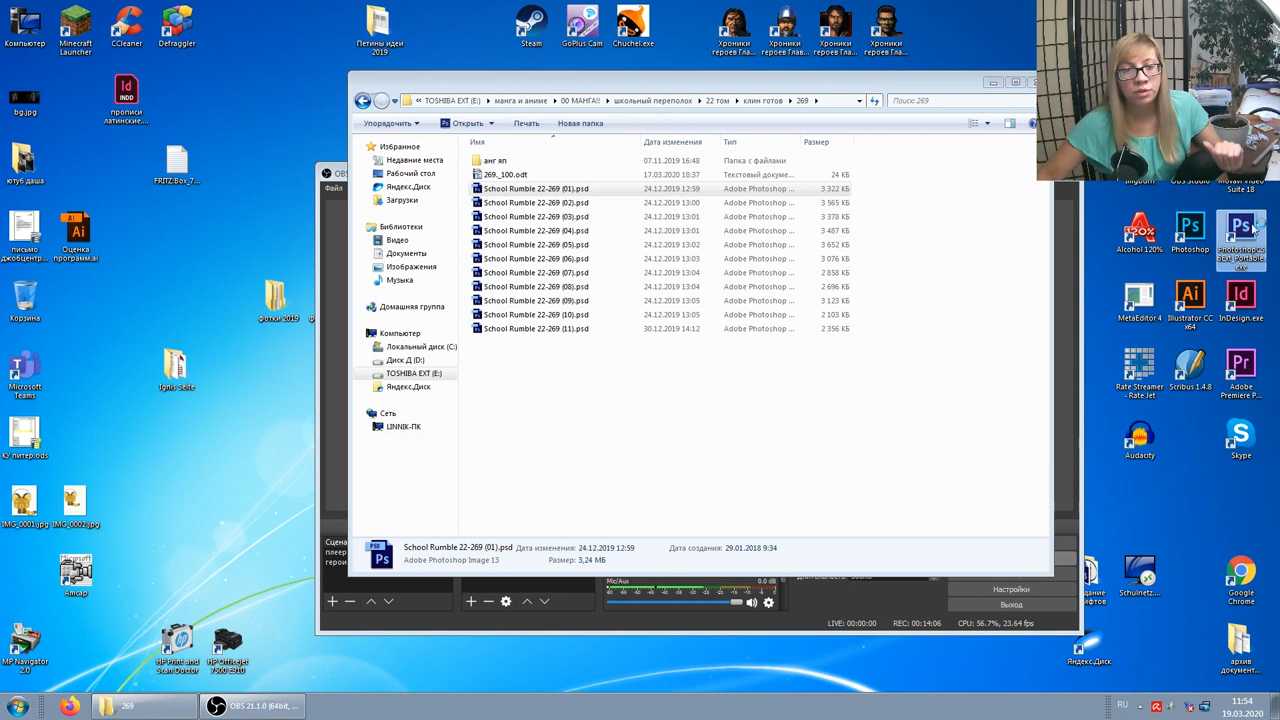 Компьютер
Minecraft Launcher
CCleaner
Defraggler
Петины идеи 2019
Steam
GoPlus Cam
Chuchel.exe
Хроники героев Гла...
Хроники героев Гла...
Хроники героев Гла...
Хроники героев Гла...
bg.jpg
прописи латинские....
ютуб даша
FRITZ!Box_7...
письмо джобцентр...
Оценка программ.ai
Корзина
фотки 2019
Microsoft Teams
Ignis Seite
КУ питер.ods
IMG_0001.jpg
IMG_0002.jpg
Амсар
MP Navigator 2.0
HP Print and Scan Doctor
HP Officejet 7500 E910
TOSHIBA EXT (E:)
манга и аниме
00 МАНГА!!
школьный переполох
22 том
клин готов
269
Поиск: 269
Упорядочить
Открыть
Печать
Новая папка
Избранное
Недавние места
Рабочий стол
Яндекс.Диск
Загрузки
Библиотеки
Видео
Документы
Изображения
Музыка
Домашняя группа
Компьютер
Локальный диск (C:)
Диск Д (D:)
TOSHIBA EXT (E:)
Яндекс.Диск
Сеть
LINNIK-ПК
Имя Дата изменения Тип Размер
анг яп 07.11.2019 16:48 Папка с файлами
269._100.odt 17.03.2020 18:37 Текстовый докуме... 24 КБ
School Rumble 22-269 (01).psd 24.12.2019 12:59 Adobe Photoshop ... 3 322 КБ
School Rumble 22-269 (02).psd 24.12.2019 13:00 Adobe Photoshop ... 3 565 КБ
School Rumble 22-269 (03).psd 24.12.2019 13:01 Adobe Photoshop ... 3 378 КБ
School Rumble 22-269 (04).psd 24.12.2019 13:01 Adobe Photoshop ... 3 487 КБ
School Rumble 22-269 (05).psd 24.12.2019 13:02 Adobe Photoshop ... 3 652 КБ
School Rumble 22-269 (06).psd 24.12.2019 13:03 Adobe Photoshop ... 3 076 КБ
School Rumble 22-269 (07).psd 24.12.2019 13:04 Adobe Photoshop ... 2 858 КБ
School Rumble 22-269 (08).psd 24.12.2019 13:04 Adobe Photoshop ... 2 696 КБ
School Rumble 22-269 (09).psd 24.12.2019 13:05 Adobe Photoshop ... 3 123 КБ
School Rumble 22-269 (10).psd 24.12.2019 13:05 Adobe Photoshop ... 2 103 КБ
School Rumble 22-269 (11).psd 30.12.2019 14:12 Adobe Photoshop ... 2 356 КБ
School Rumble 22-269 (01).psd Дата изменения: 24.12.2019 12:59 Дата создания: 29.01.2018 9:34
Adobe Photoshop Image 13 Размер: 3,24 МБ
OBS
Файл
Сцена
плеер
герои
Mic/Aux
0.0 dB
Настройки
Выход
LIVE: 00:00:00
REC: 00:14:06
CPU: 56.7%, 23.64 fps
Suite 18
Alcohol 120%
Photoshop
MetaEditor 4
Illustrator CC x64
InDesign.exe
Rate Streamer - Rate Jet
Scribus 1.4.8
Adobe Premiere P...
Audacity
Skype
Schulnetz...
Google Chrome
Яндекс.Диск
архив документ...
269
OBS 21.1.0 (64bit, ...
RU
11:54
19.03.2020